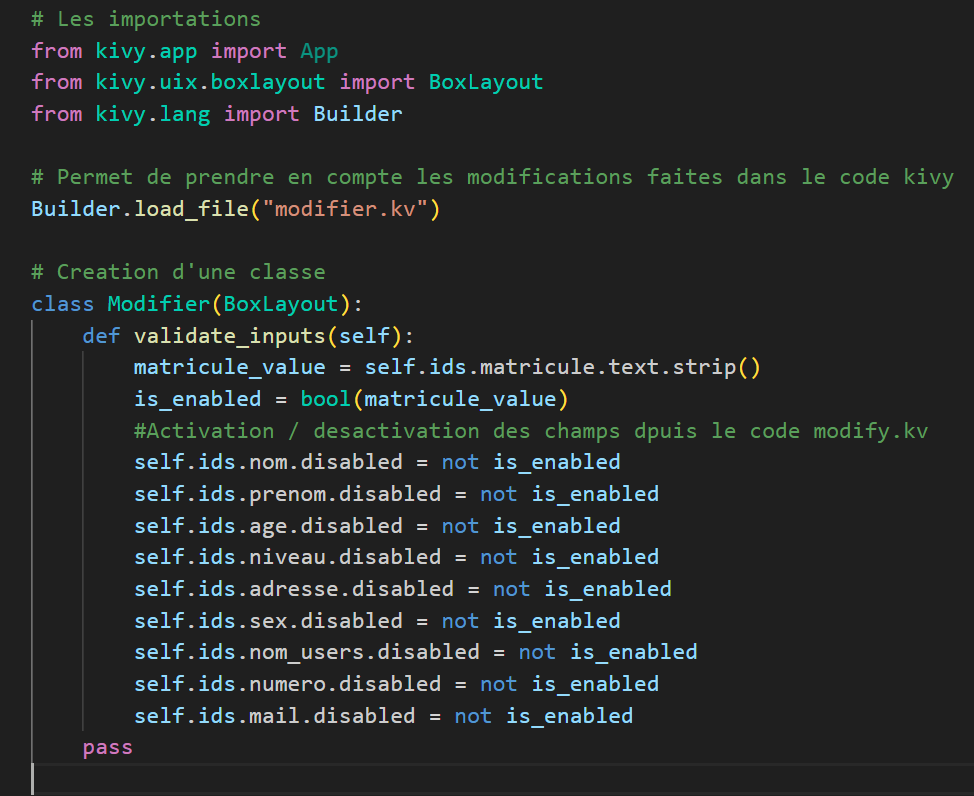 # Les importations
from kivy.app import App
from kivy.uix.boxlayout import BoxLayout
from kivy.lang import Builder
# Permet de prendre en compte les modifications faites dans le code kivy
Builder.load_file("modifier.kv")
# Creation d'une classe
class Modifier(BoxLayout):
    def validate_inputs(self):
        matricule_value = self.ids.matricule.text.strip()
        is_enabled = bool(matricule_value)
        #Activation / desactivation des champs dpuis le code modify.kv
        self.ids.nom.disabled = not is_enabled
        self.ids.prenom.disabled = not is_enabled
        self.ids.age.disabled = not is_enabled
        self.ids.niveau.disabled = not is_enabled
        self.ids.adresse.disabled = not is_enabled
        self.ids.sex.disabled = not is_enabled
        self.ids.nom_users.disabled = not is_enabled
        self.ids.numero.disabled = not is_enabled
        self.ids.mail.disabled = not is_enabled
    pass